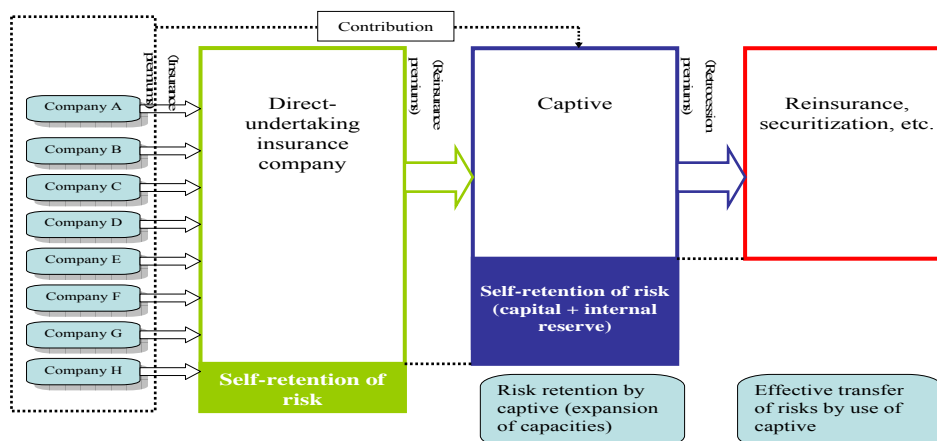 Contribution
Company A
Company B
Company C
Company D
Company E
Company F
Company G
Company H
(Insurance
premiums)
Direct-
undertaking
insurance
company
Self-retention of
risk
(Reinsurance
premiums)
Captive
Self-retention of risk
(capital + internal
reserve)
(Retrocession
premiums)
Reinsurance,
securitization, etc.
Risk retention by
captive (expansion
of capacities)
Effective transfer
of risks by use of
captive